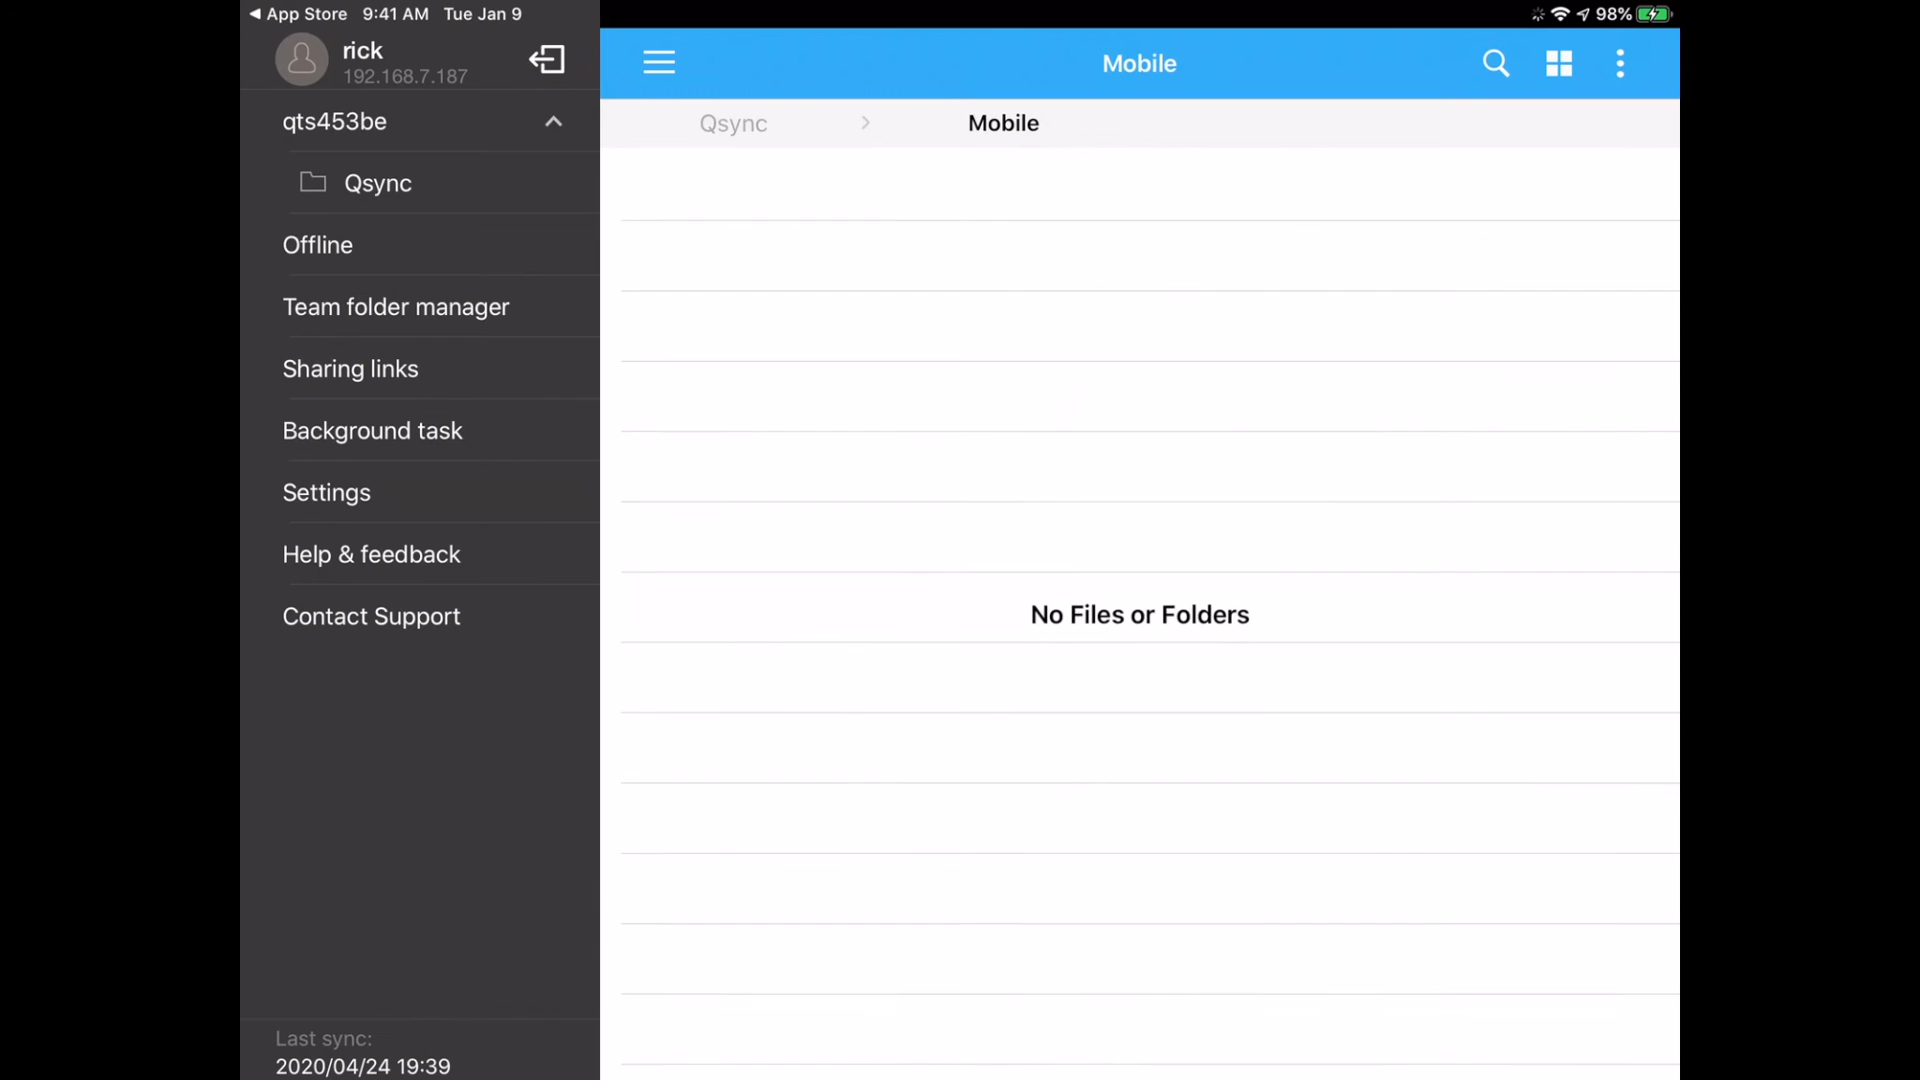 App Store 9:41 AM Tue Jan 9
98%
rick
192.168.7.187
qts453be
Qsync
Offline
Team folder manager
Sharing links
Background task
Settings
Help & feedback
Contact Support
Last sync:
2020/04/24 19:39
Mobile
Qsync > Mobile
No Files or Folders